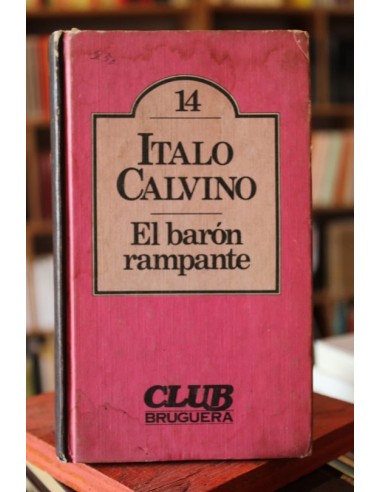 14
ITALO
CALVINO
El barón
rampante
CLUB
BRUGUERA